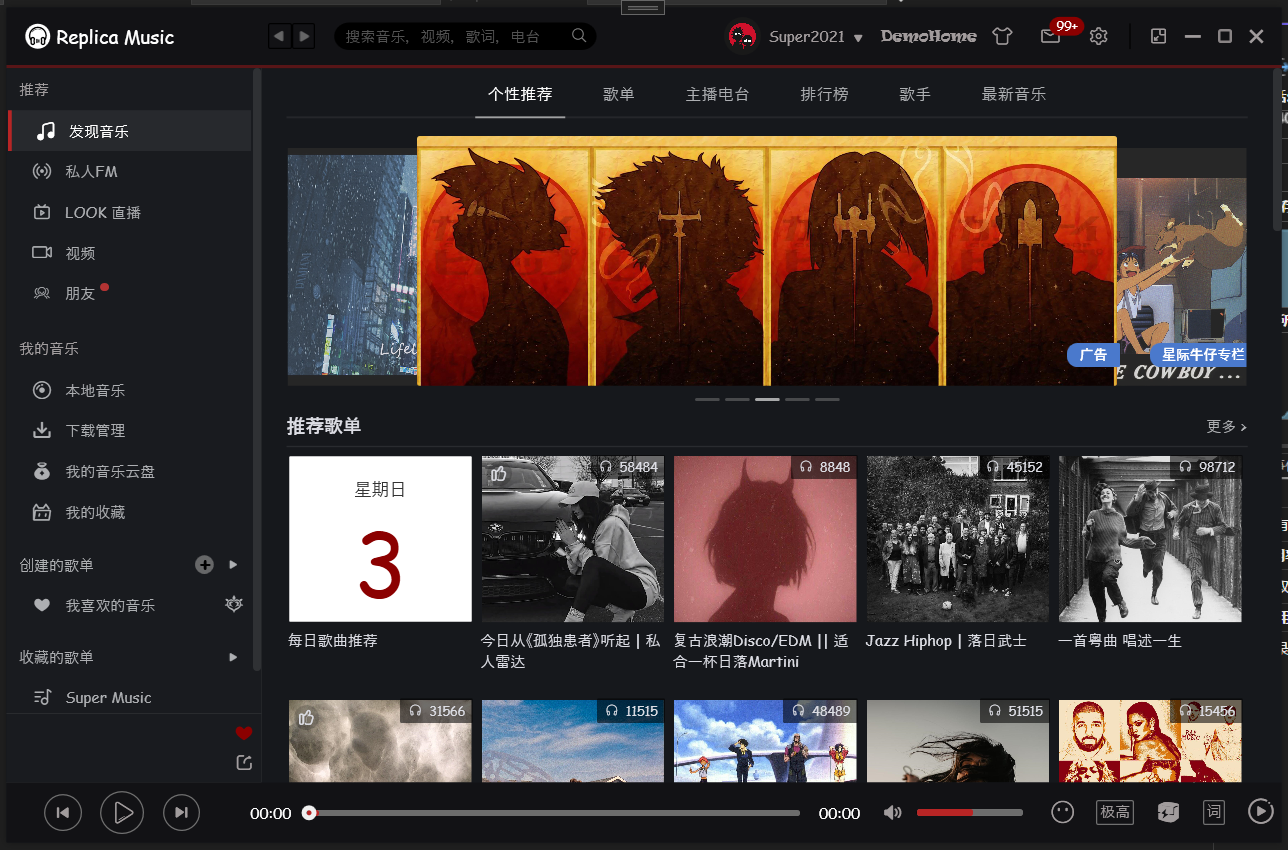 Replica Music
搜索音乐, 视频, 歌词, 电台
Super2021
DemoHome
99+
推荐
发现音乐
私人FM
LOOK 直播
视频
朋友
我的音乐
本地音乐
下载管理
我的音乐云盘
我的收藏
创建的歌单
我喜欢的音乐
收藏的歌单
Super Music
个性推荐 歌单 主播电台 排行榜 歌手 最新音乐
广告
星际牛仔专栏
COWBOY ...
推荐歌单
更多
星期日
3
每日歌曲推荐
58484
今日从《孤独患者》听起 | 私
人雷达
8848
复古浪潮Disco/EDM || 适
合一杯日落Martini
45152
Jazz Hiphop | 落日武士
98712
一首粤曲 唱述一生
31566
11515
48489
51515
15456
00:00
00:00
极高
词